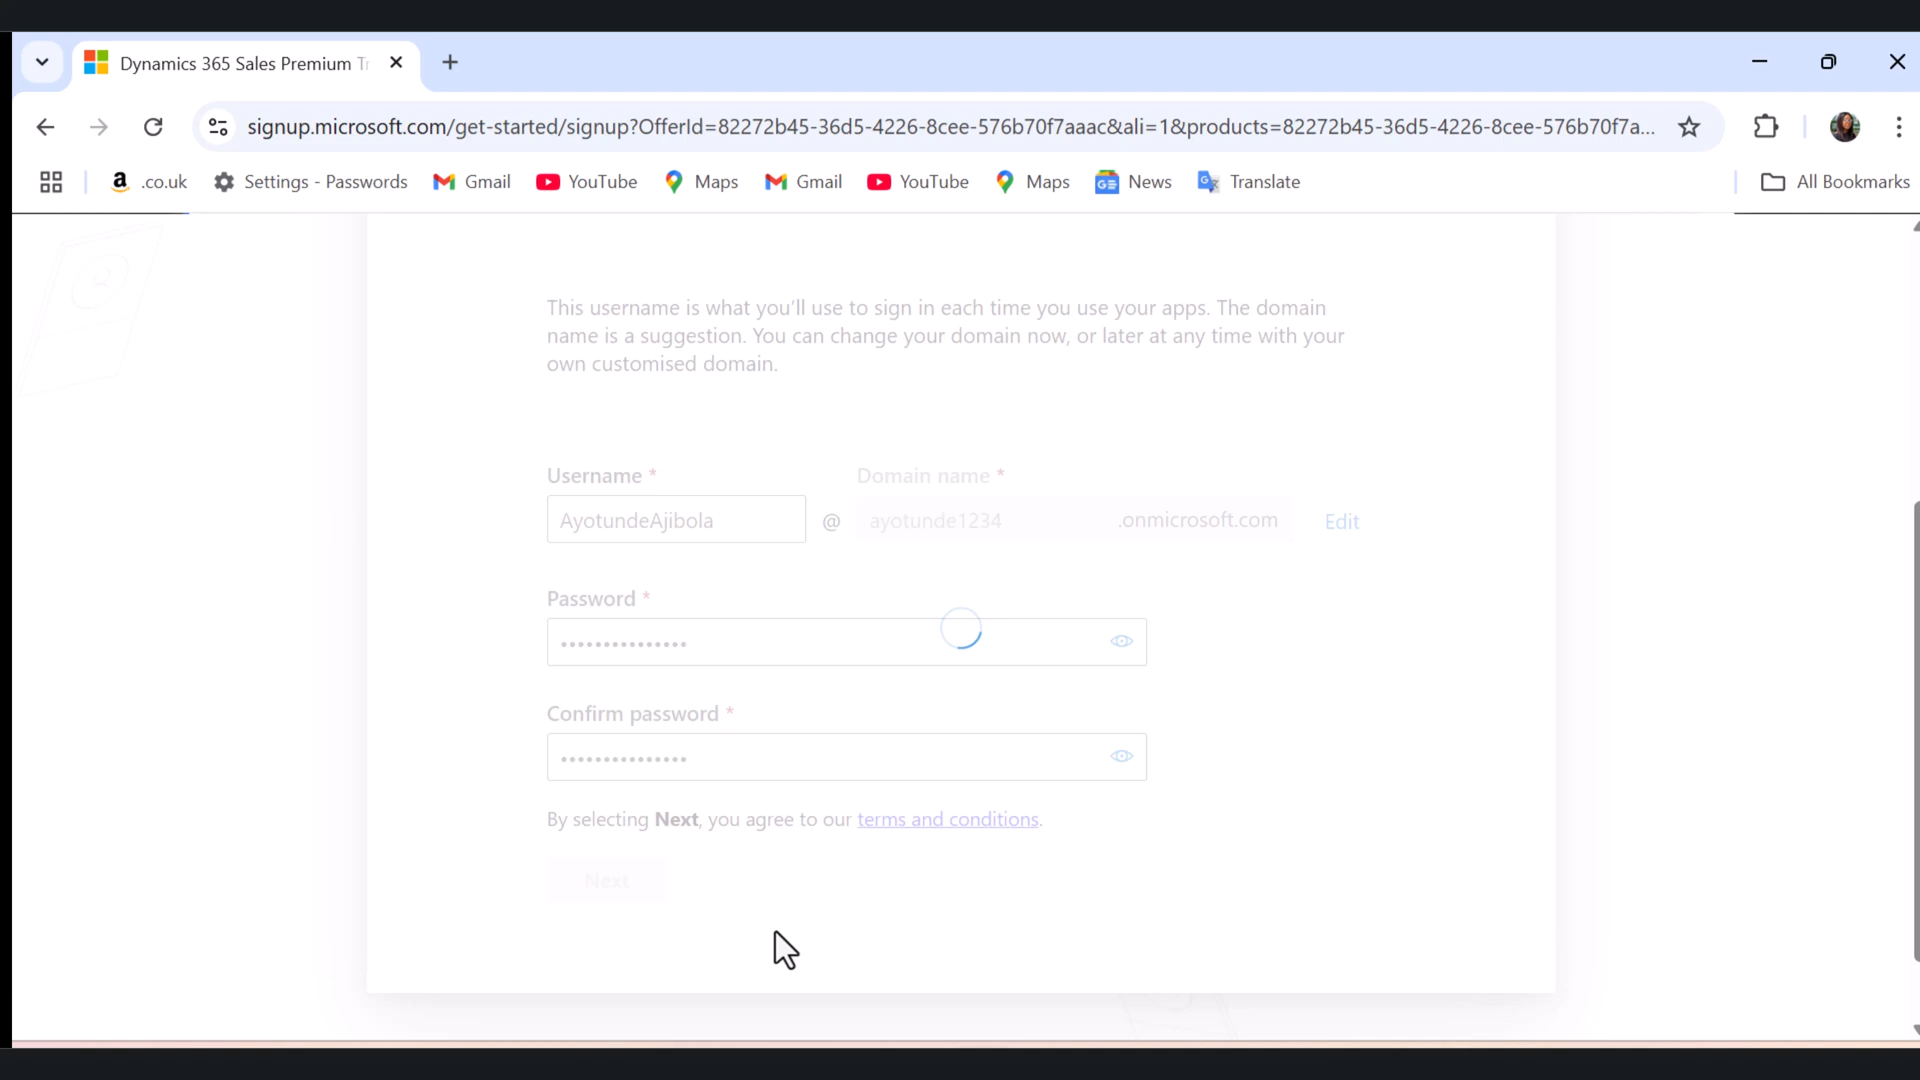 Dynamics 365 Sales Premium Tr
signup.microsoft.com/get-started/signup?OfferId=82272b45-36d5-4226-8cee-576b70f7aaac&ali=1&products=82272b45-36d5-4226-8cee-576b70f7a...
.co.uk Settings - Passwords Gmail YouTube Maps Gmail YouTube Maps News Translate All Bookmarks
This username is what you’ll use to sign in each time you use your apps. The domain
name is a suggestion. You can change your domain now, or later at any time with your
own customised domain.
Username * Domain name *
AyotundeAjibola @ ayotunde1234 .onmicrosoft.com Edit
Password *
•••••••••••••••
Confirm password *
•••••••••••••••
By selecting Next, you agree to our terms and conditions.
Next